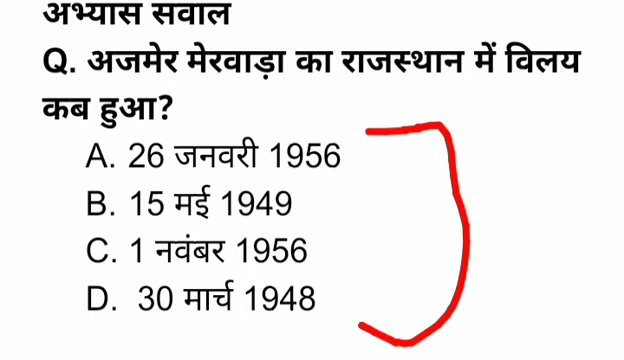 अभ्यास सवाल
Q. अजमेर मेरवाड़ा का राजस्थान में विलय
कब हुआ?
A. 26 जनवरी 1956
B. 15 मई 1949
C. 1 नवंबर 1956
D. 30 मार्च 1948